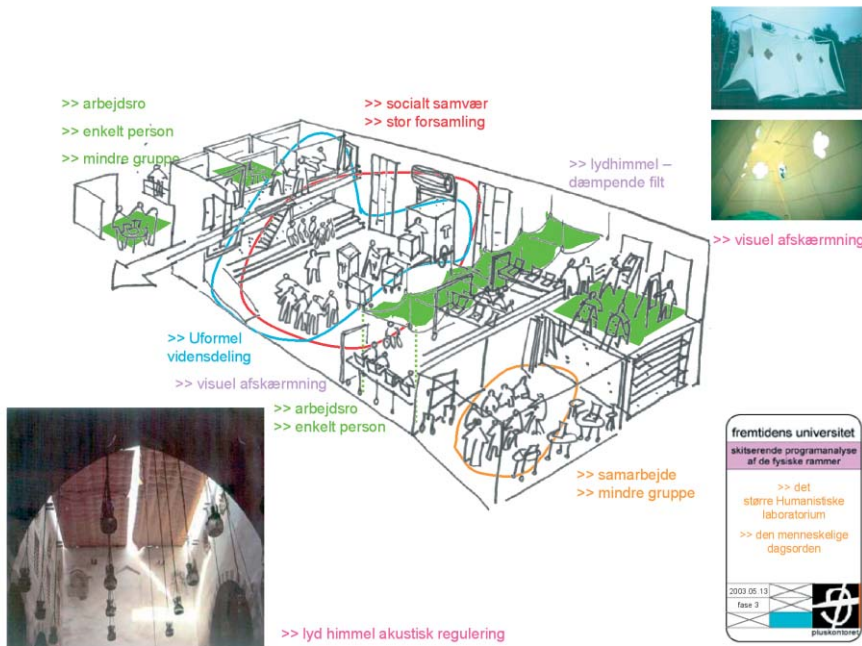 >> arbejdsro
>> enkelt person
>> mindre gruppe
>> socialt samvær
>> stor forsamling
>> lydhimmel –
dæmpende filt
>> visuel afskærmning
>> Uformel
vidensdeling
>> visuel afskærmning
>> arbejdsro
>> enkelt person
>> samarbejde
>> mindre gruppe
>> lyd himmel akustisk regulering
fremtidens universitet
skitserende programanalyse
af de fysiske rammer
>> det
større Humanistiske
laboratorium
>> den menneskelige
dagsorden
2003.05.13
fase 3
pluskontoret